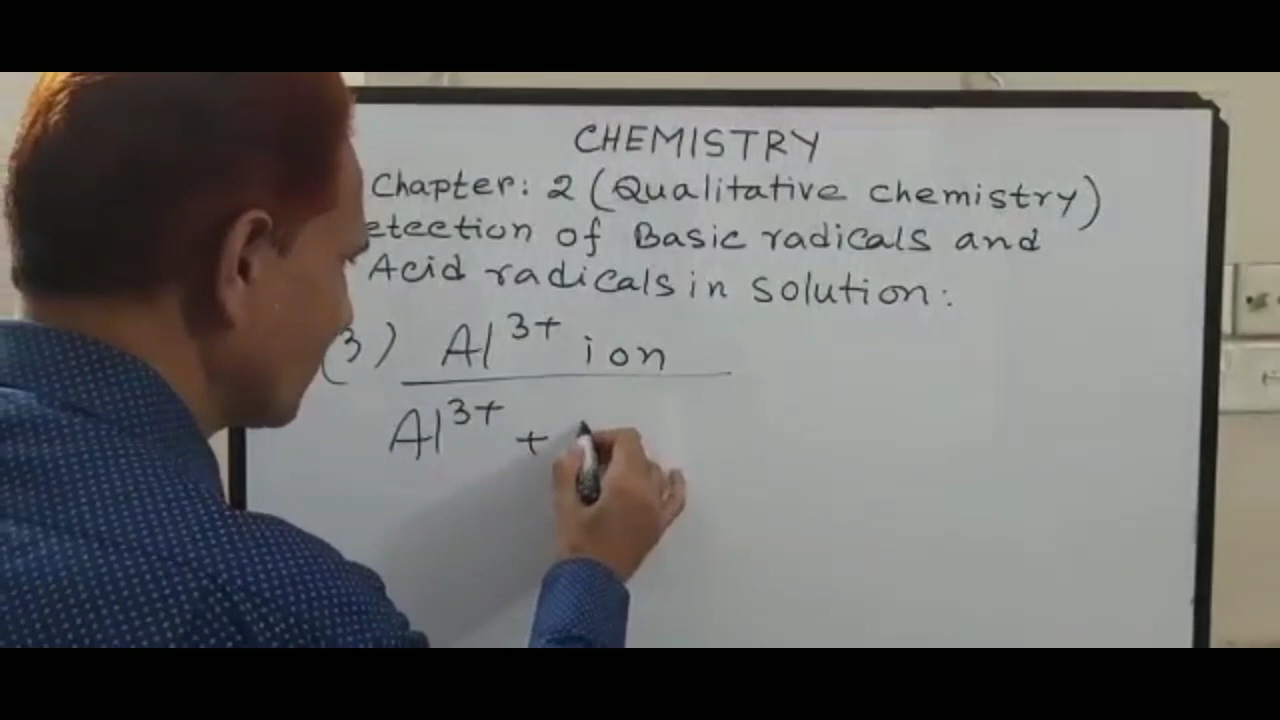 CHEMISTRY
Chapter: 2 (Qualitative chemistry)
etection of Basic radicals and
Acid radicals in solution:
(3) Al³⁺ ion
Al³⁺ +